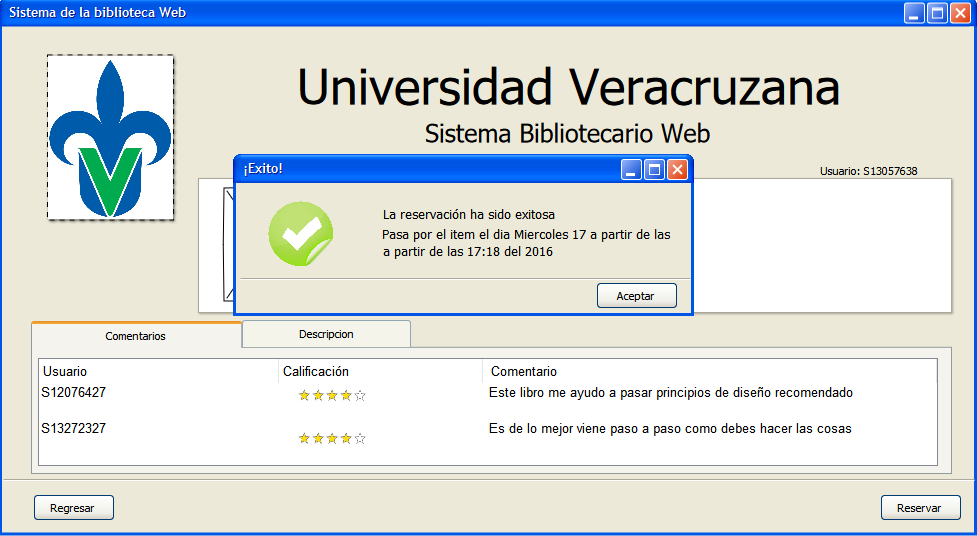 Sistema de la biblioteca Web
Universidad Veracruzana
Sistema Bibliotecario Web
Usuario: S13057638
¡Exito!
La reservación ha sido exitosa
Pasa por el item el dia Miercoles 17 a partir de las
a partir de las 17:18 del 2016
Aceptar
Comentarios Descripcion
Usuario Calificación Comentario
S12076427 Este libro me ayudo a pasar principios de diseño recomendado
S13272327 Es de lo mejor viene paso a paso como debes hacer las cosas
Regresar Reservar